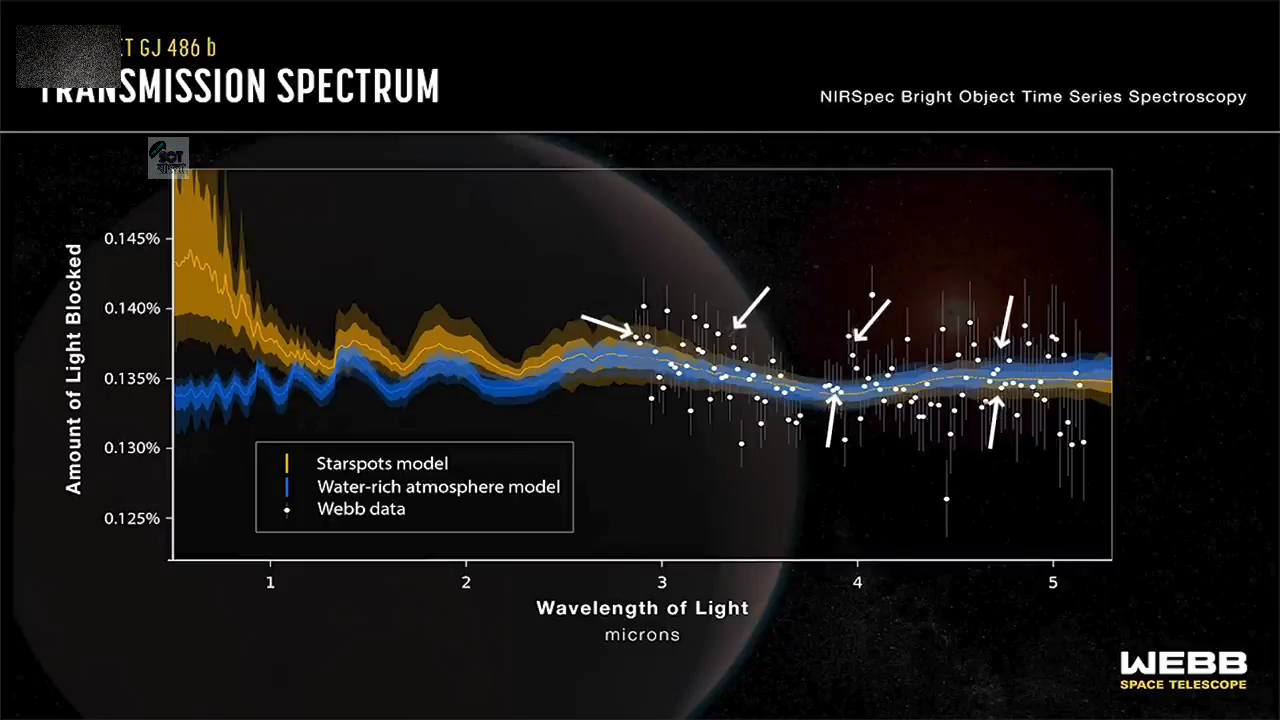 ET GJ 486 b
TRANSMISSION SPECTRUM
NIRSpec Bright Object Time Series Spectroscopy
SOT
বাংলা
0.145%
0.140%
0.135%
0.130%
0.125%
Amount of Light Blocked
Starspots model
Water-rich atmosphere model
Webb data
1 2 3 4 5
Wavelength of Light
microns
WEBB
SPACE TELESCOPE